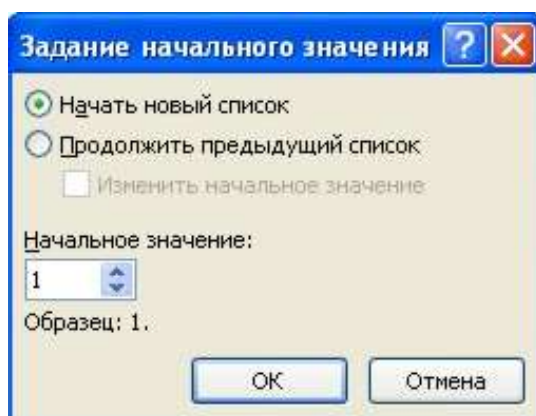 Задание начального значения ?
Начать новый список
Продолжить предыдущий список
Изменить начальное значение
Начальное значение:
1
Образец: 1.
ОК Отмена